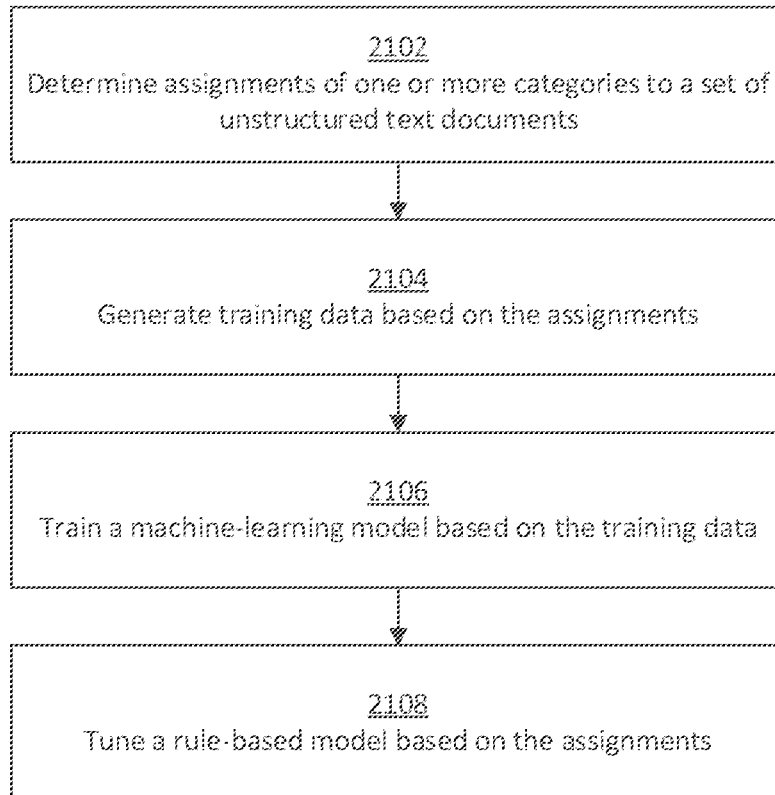 2102
Determine assignments of one or more categories to a set of
unstructured text documents
2104
Generate training data based on the assignments
2106
Train a machine-learning model based on the training data
2108
Tune a rule-based model based on the assignments